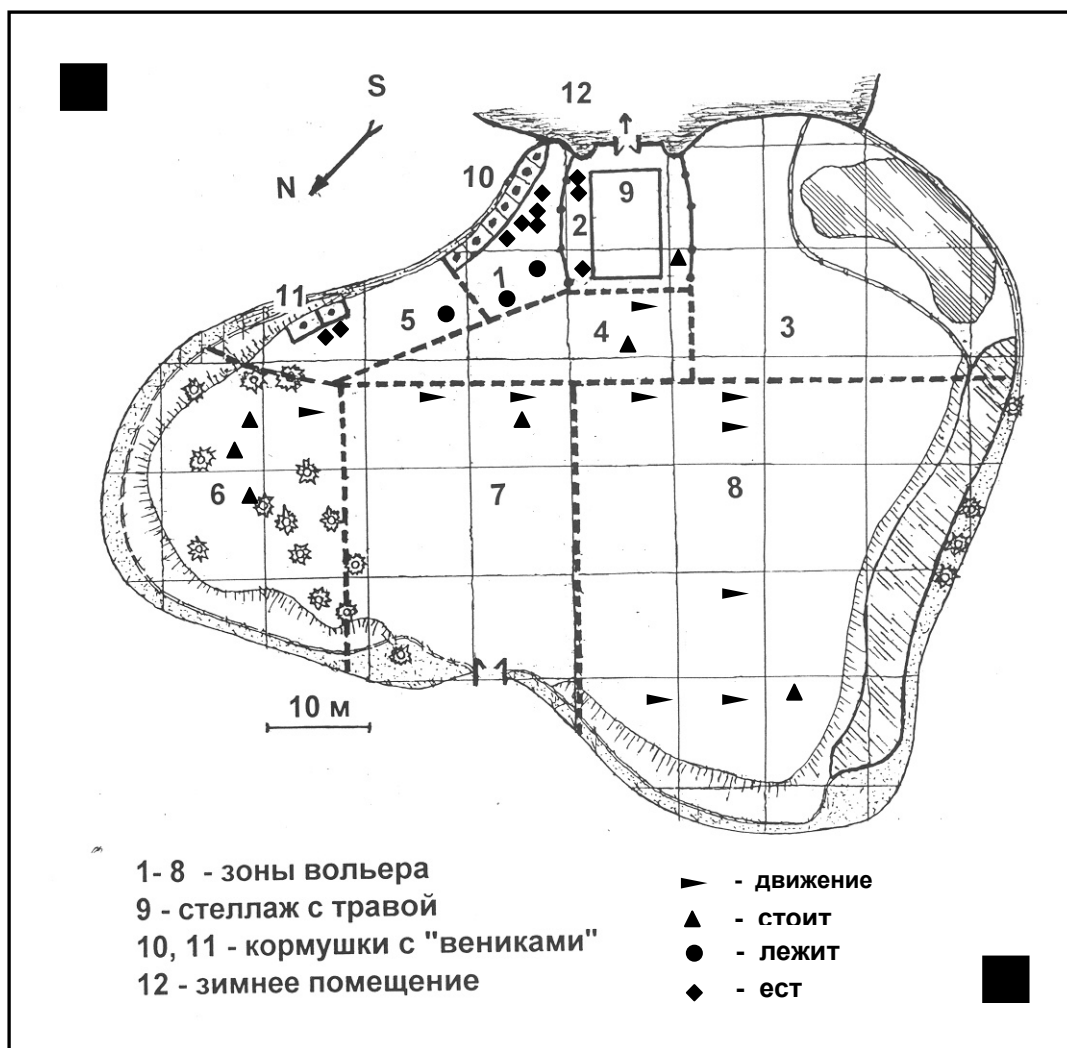 S
12
N
10
9
2
1
11
5
4
3
6
7
8
10 м
1- 8 - зоны вольера
9 - стеллаж с травой
10, 11 - кормушки с "вениками"
12 - зимнее помещение
- движение
- стоит
- лежит
- ест